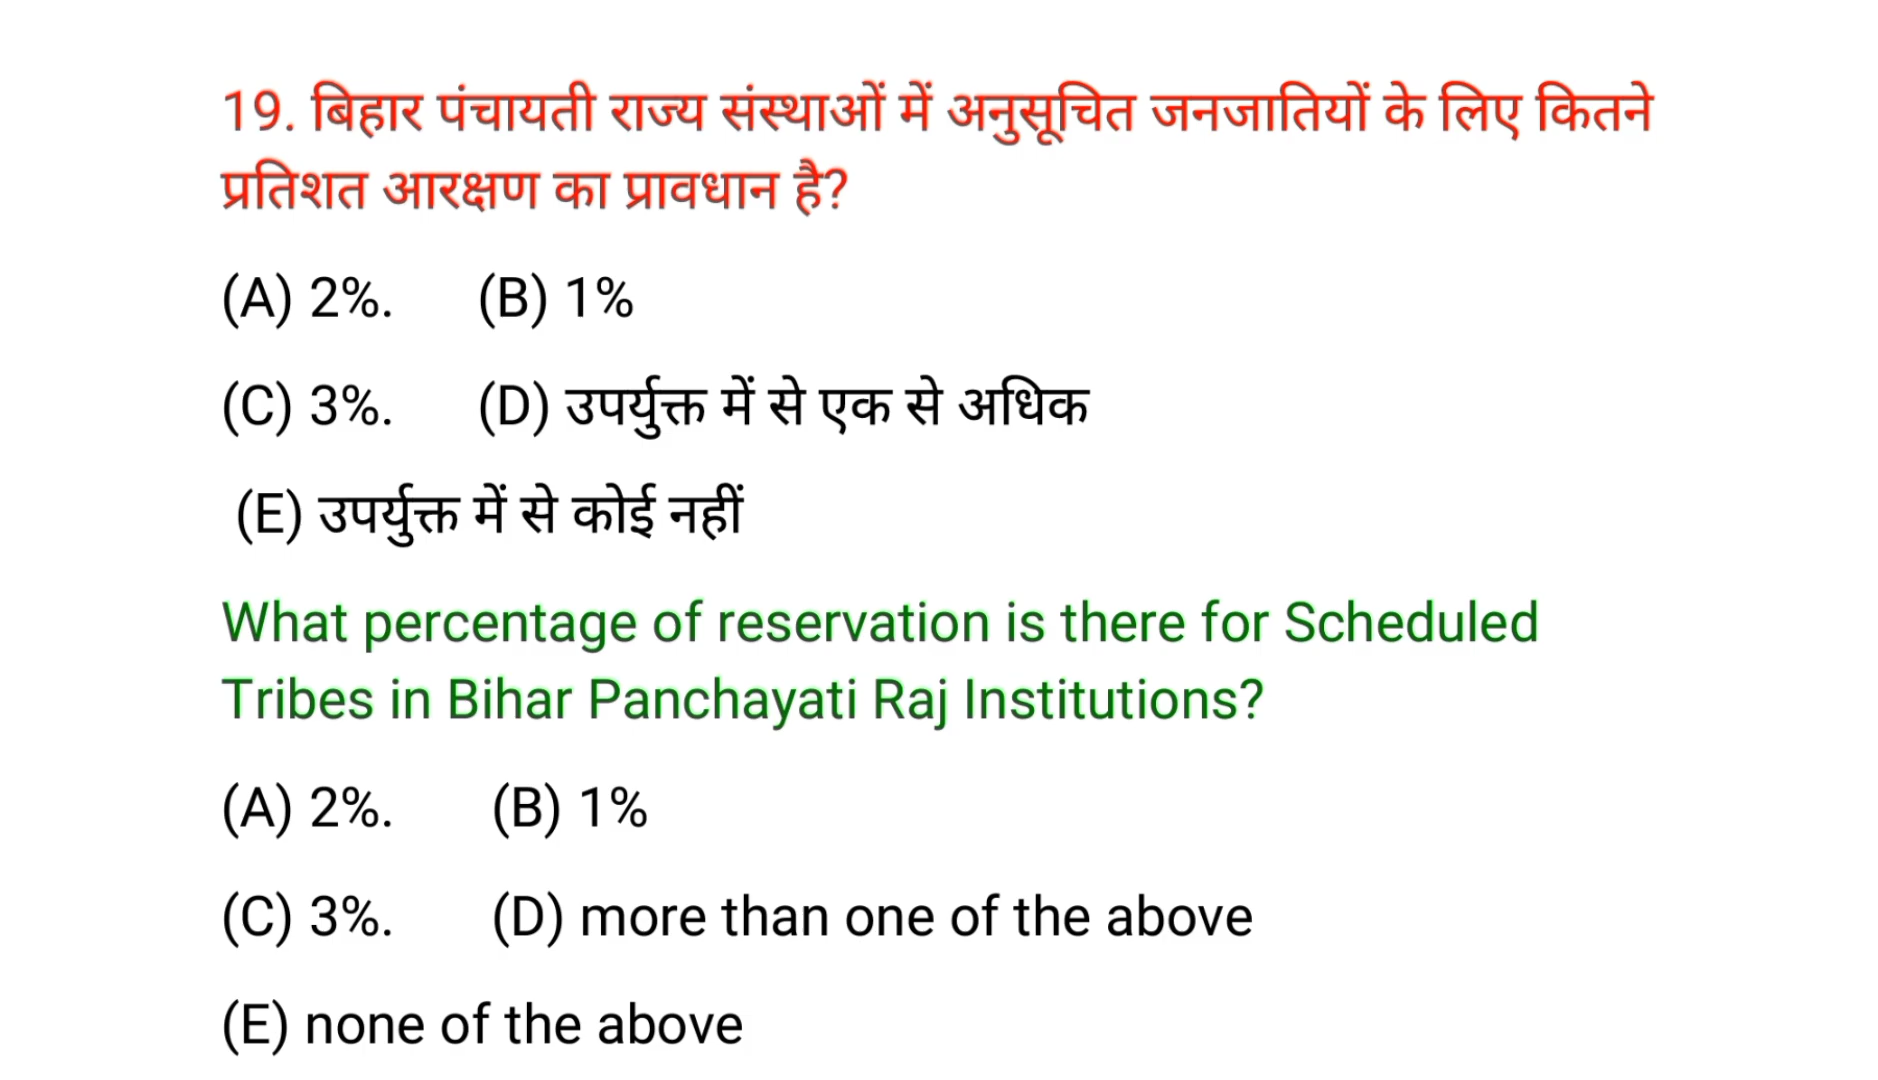 19. बिहार पंचायती राज्य संस्थाओं में अनुसूचित जनजातियों के लिए कितने
प्रतिशत आरक्षण का प्रावधान है?
(A) 2%. (B) 1%
(C) 3%. (D) उपर्युक्त में से एक से अधिक
(E) उपर्युक्त में से कोई नहीं
What percentage of reservation is there for Scheduled
Tribes in Bihar Panchayati Raj Institutions?
(A) 2%. (B) 1%
(C) 3%. (D) more than one of the above
(E) none of the above